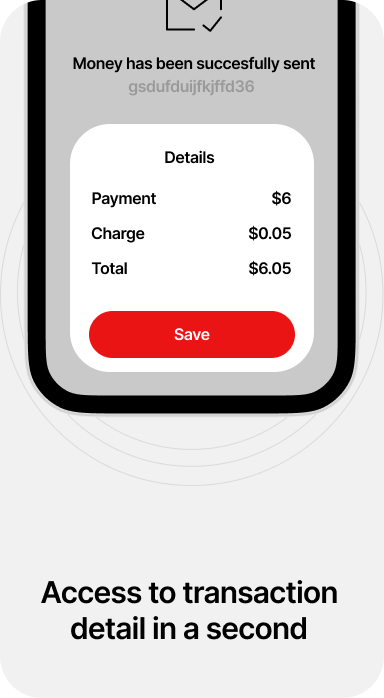 Money has been succesfully sent
gsdufduijfkjffd36
Details
Payment $6
Charge $0.05
Total $6.05
Save
Access to transaction
detail in a second